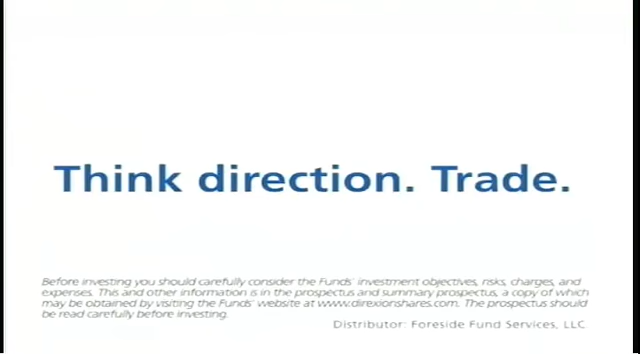 Think direction. Trade.
Before investing you should carefully consider the Funds' investment objectives, risks, charges, and
expenses. This and other information is in the prospectus and summary prospectus, a copy of which
may be obtained by visiting the Funds' website at www.direxionshares.com. The prospectus should
be read carefully before investing.
Distributor: Foreside Fund Services, LLC.